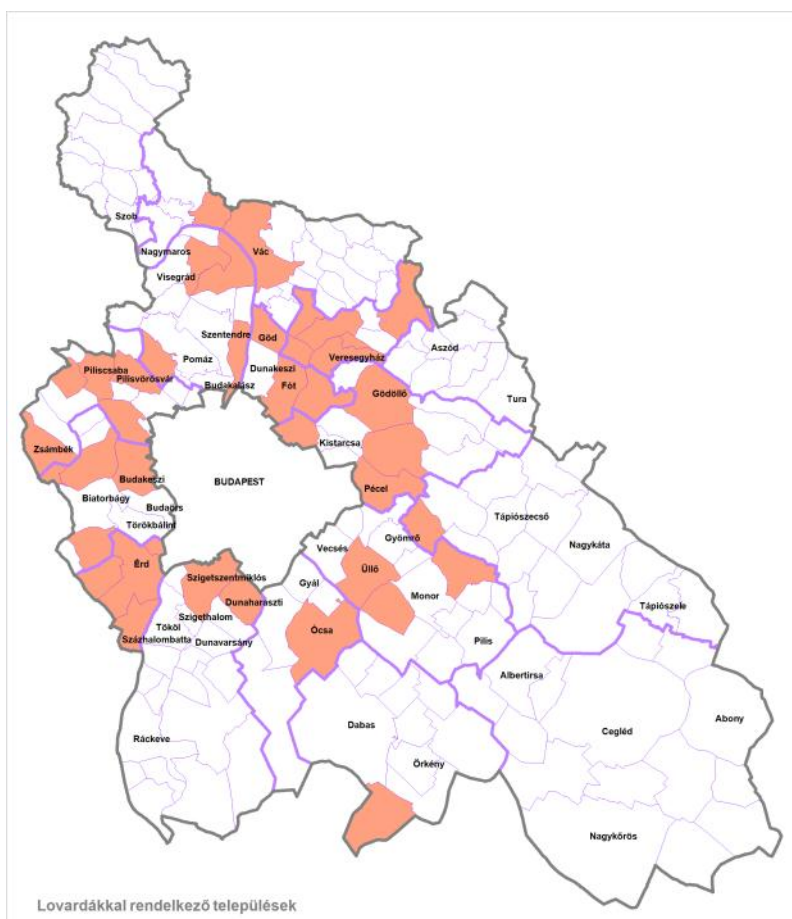 Szob
Nagymaros
Vác
Visegrád
Szentendre
Göd
Aszód
Veresegyház
Pomáz
Dunakeszi
Piliscsaba
Pilisvörösvár
Budakalász
Fót
Gödöllő
Tura
Kistarcsa
Zsámbék
Budakeszi
BUDAPEST
Pécel
Biatorbágy
Budaörs
Törökbálint
Tápiószecső
Vecsés
Gyömrő
Nagykáta
Érd
Üllő
Szigetszentmiklós
Gyál
Monor
Dunaharaszti
Tápiószele
Szigethalom
Tököl
Ócsa
Százhalombatta
Dunavarsány
Pilis
Albertirsa
Abony
Dabas
Cegléd
Ráckeve
Örkény
Nagykőrös
Lovardákkal rendelkező települések